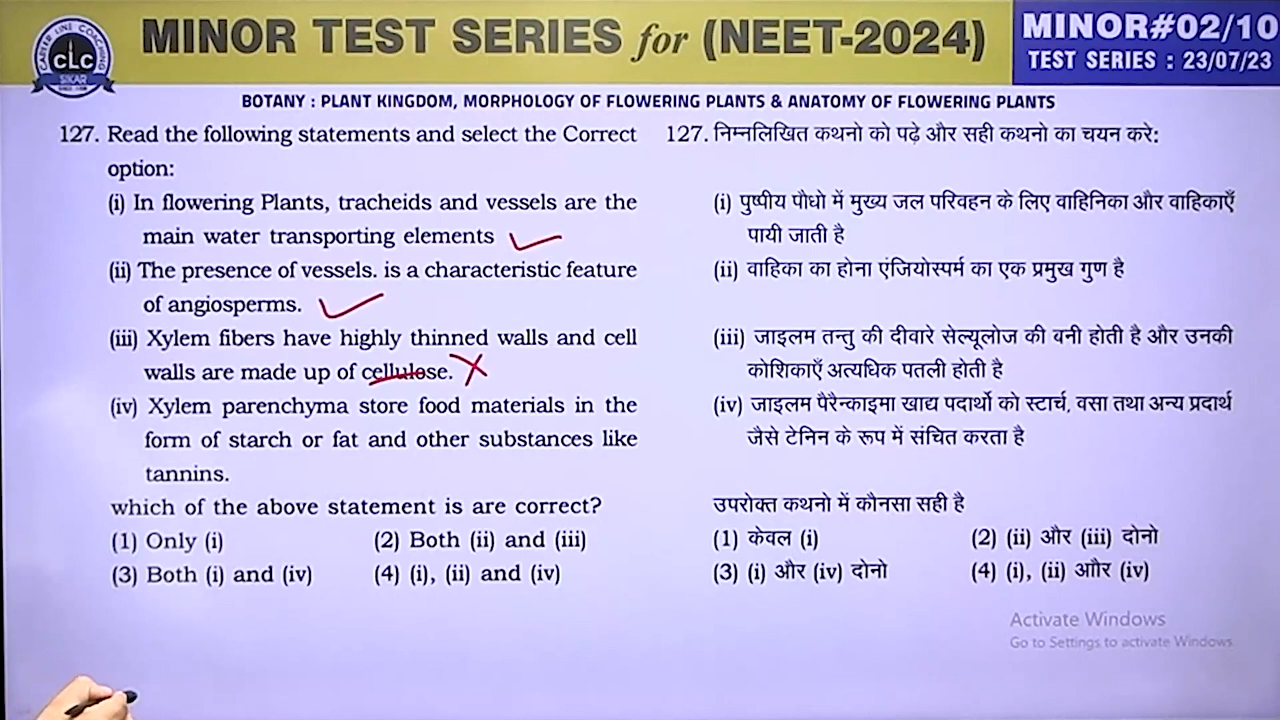 CAREER LINE COACHING
CLC
SIKAR
MINOR TEST SERIES for (NEET-2024)
MINOR#02/10
TEST SERIES : 23/07/23
BOTANY : PLANT KINGDOM, MORPHOLOGY OF FLOWERING PLANTS & ANATOMY OF FLOWERING PLANTS
127. Read the following statements and select the Correct
option:
(i) In flowering Plants, tracheids and vessels are the
main water transporting elements
(ii) The presence of vessels. is a characteristic feature
of angiosperms.
(iii) Xylem fibers have highly thinned walls and cell
walls are made up of cellulose.
(iv) Xylem parenchyma store food materials in the
form of starch or fat and other substances like
tannins.
which of the above statement is are correct?
(1) Only (i) (2) Both (ii) and (iii)
(3) Both (i) and (iv) (4) (i), (ii) and (iv)
127. निम्नलिखित कथनो को पढ़े और सही कथनो का चयन करे:
(i) पुष्पीय पौधो में मुख्य जल परिवहन के लिए वाहिनिका और वाहिकाएँ
पायी जाती है
(ii) वाहिका का होना एंजियोस्पर्म का एक प्रमुख गुण है
(iii) जाइलम तन्तु की दीवारे सेल्यूलोज की बनी होती है और उनकी
कोशिकाएँ अत्यधिक पतली होती है
(iv) जाइलम पैरैन्काइमा खाद्य पदार्थो को स्टार्च, वसा तथा अन्य प्रदार्थ
जैसे टेनिन के रूप में संचित करता है
उपरोक्त कथनो में कौनसा सही है
(1) केवल (i) (2) (ii) और (iii) दोनो
(3) (i) और (iv) दोनो (4) (i), (ii) औार (iv)
Activate Windows
Go to Settings to activate Windows